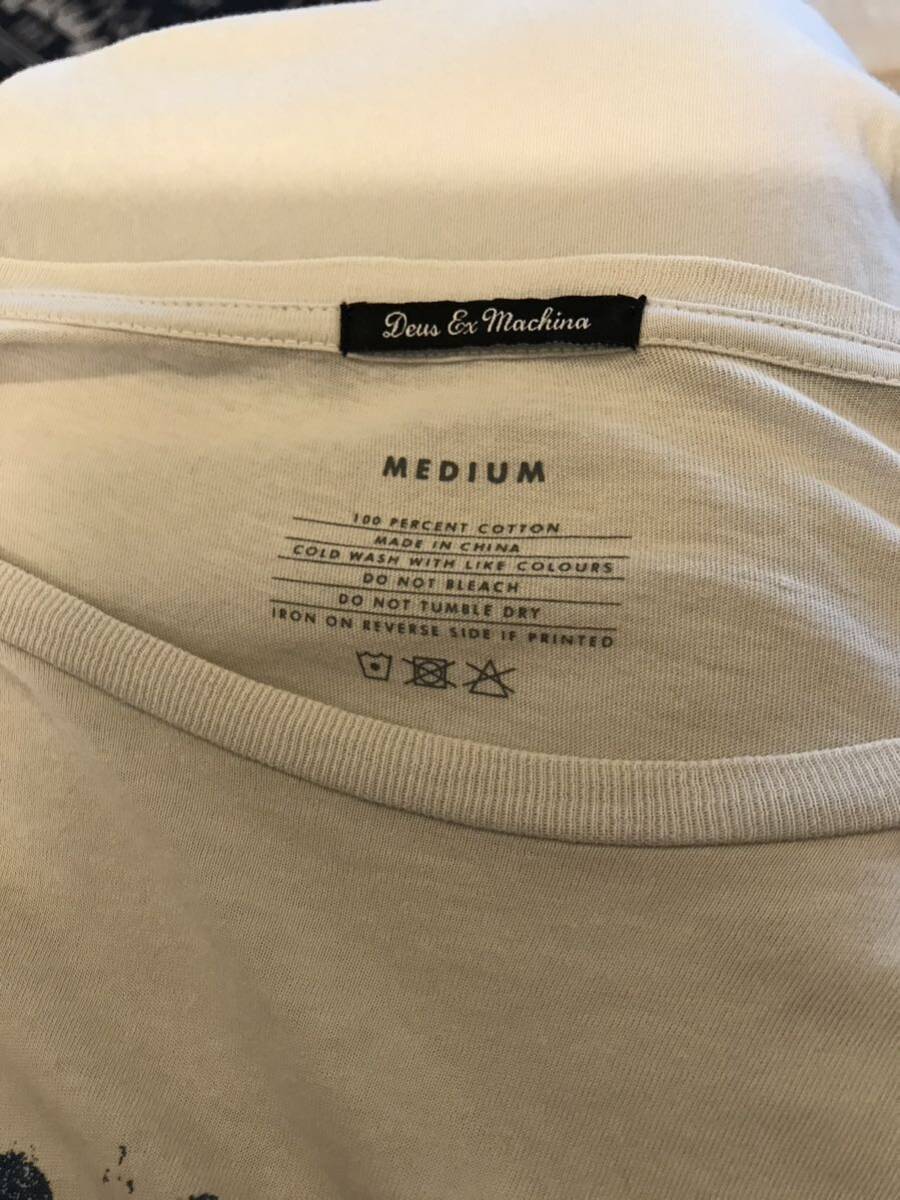 Deus Ex Machina
MEDIUM
100 PERCENT COTTON
MADE IN CHINA
COLD WASH WITH LIKE COLOURS
DO NOT BLEACH
DO NOT TUMBLE DRY
IRON ON REVERSE SIDE IF PRINTED